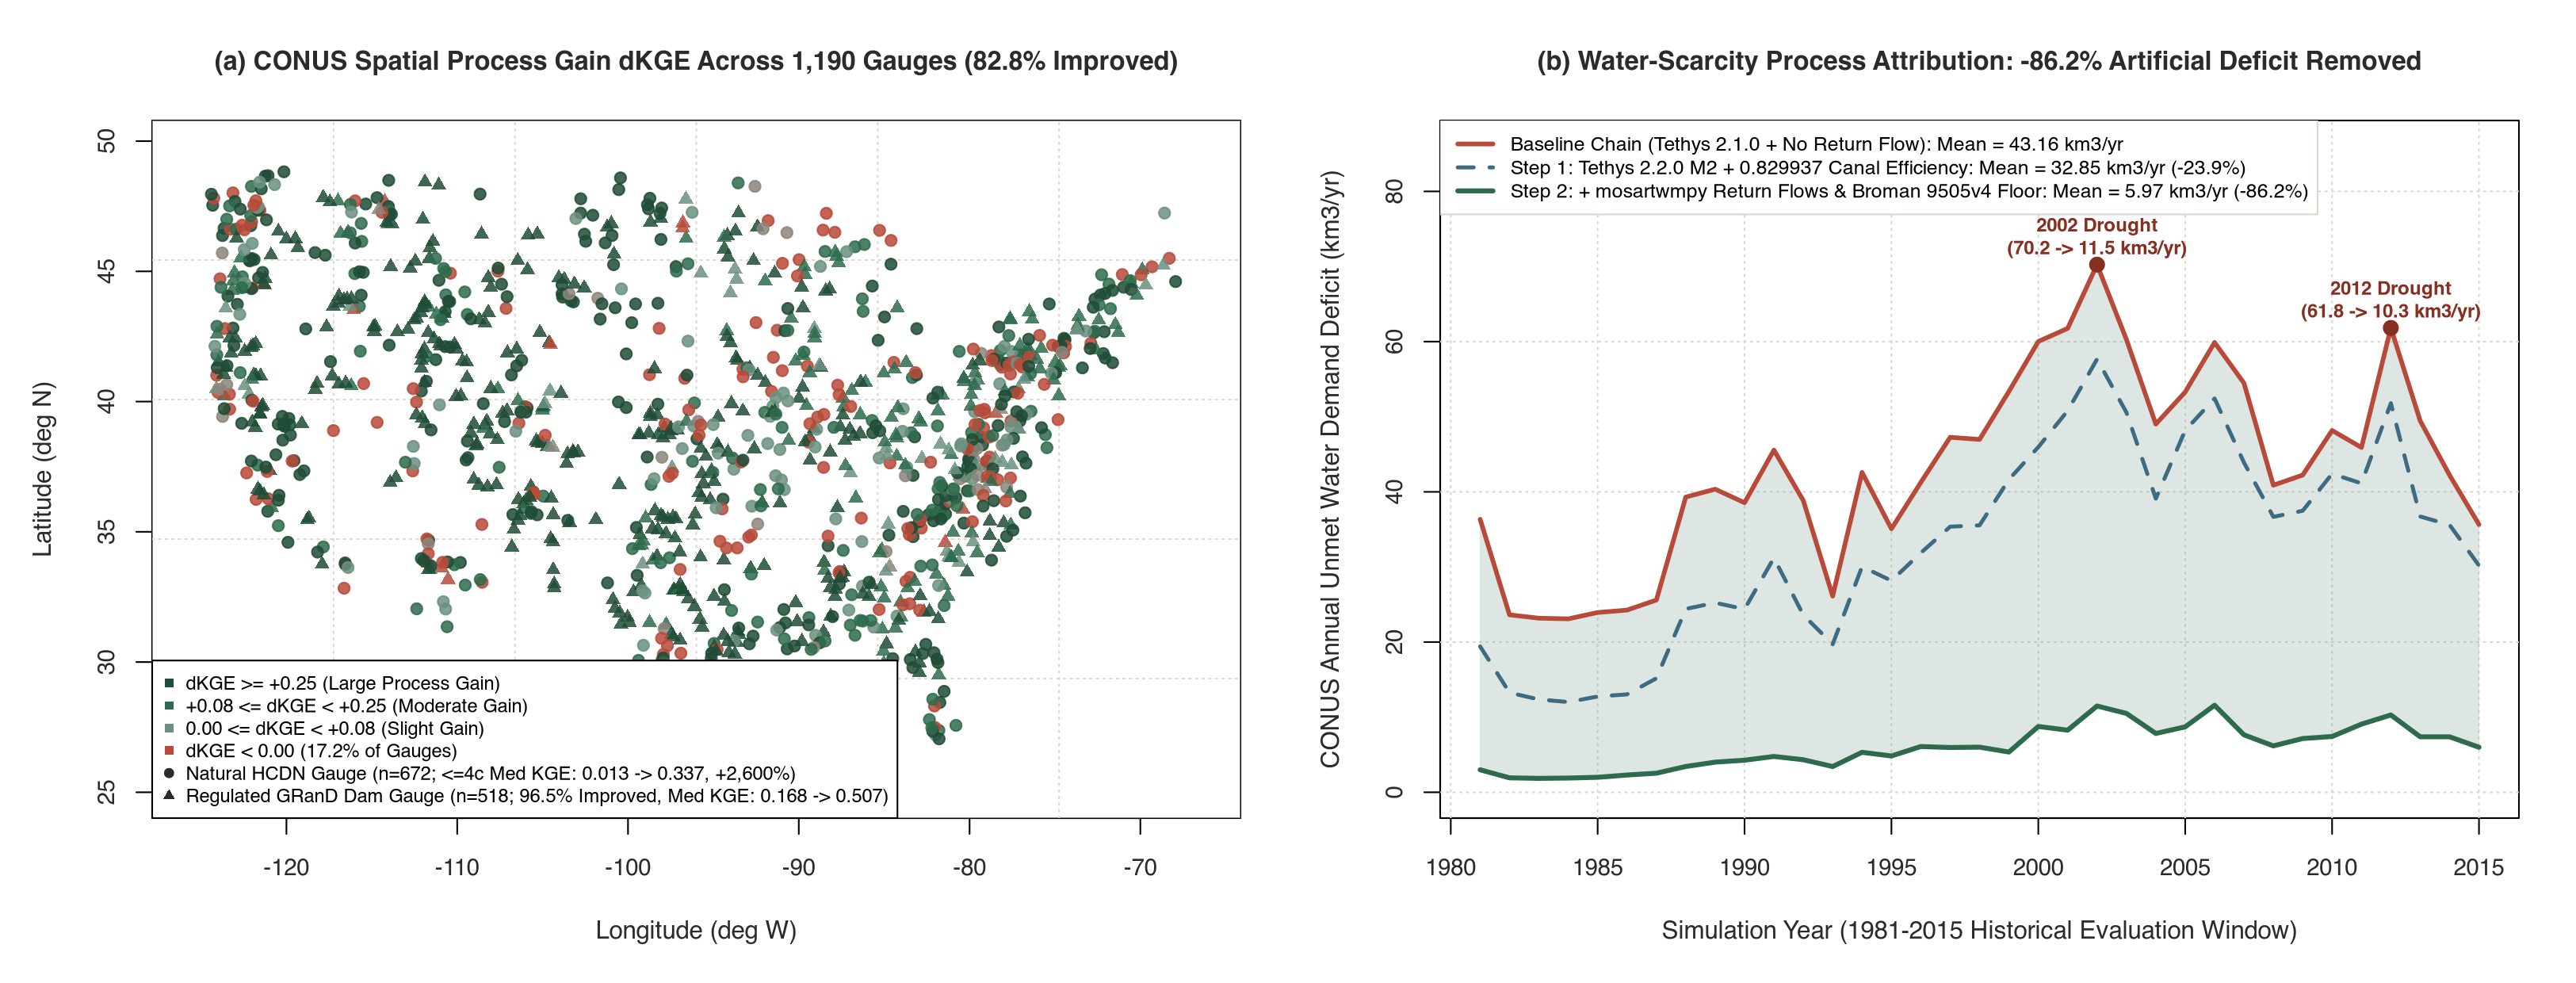 (a) CONUS Spatial Process Gain dKGE Across 1,190 Gauges (82.8% Improved)
Latitude (deg N)
50
45
40
35
30
25
dKGE >= +0.25 (Large Process Gain)
+0.08 <= dKGE < +0.25 (Moderate Gain)
0.00 <= dKGE < +0.08 (Slight Gain)
dKGE < 0.00 (17.2% of Gauges)
Natural HCDN Gauge (n=672; <=4c Med KGE: 0.013 -> 0.337, +2,600%)
Regulated GRanD Dam Gauge (n=518; 96.5% Improved, Med KGE: 0.168 -> 0.507)
-120
-110
-100
-90
-80
-70
Longitude (deg W)
(b) Water-Scarcity Process Attribution: -86.2% Artificial Deficit Removed
CONUS Annual Unmet Water Demand Deficit (km3/yr)
80
60
40
20
0
Baseline Chain (Tethys 2.1.0 + No Return Flow): Mean = 43.16 km3/yr
Step 1: Tethys 2.2.0 M2 + 0.829937 Canal Efficiency: Mean = 32.85 km3/yr (-23.9%)
Step 2: + mosartwmpy Return Flows & Broman 9505v4 Floor: Mean = 5.97 km3/yr (-86.2%)
2002 Drought
(70.2 -> 11.5 km3/yr)
2012 Drought
(61.8 -> 10.3 km3/yr)
1980
1985
1990
1995
2000
2005
2010
2015
Simulation Year (1981-2015 Historical Evaluation Window)